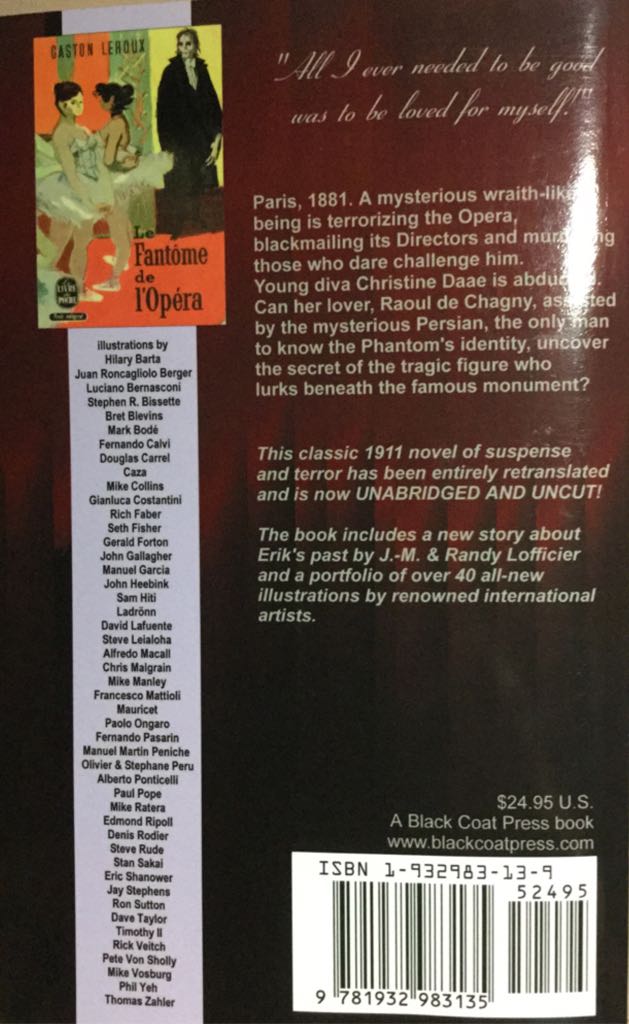 GASTON LEROUX
Le
Fantôme
de
l'Opéra
LE LIVRE
DE
POCHE
"All I ever needed to be good
was to be loved for myself!"
Paris, 1881. A mysterious wraith-like
being is terrorizing the Opera,
blackmailing its Directors and
those who dare challenge him.
Young diva Christine Daae is
Can her lover, Raoul de Chagny,
by the mysterious Persian, the only man
to know the Phantom's identity, uncover
the secret of the tragic figure who
lurks beneath the famous monument?
This classic 1911 novel of suspense
and terror has been entirely retranslated
and is now UNABRIDGED AND UNCUT!
The book includes a new story about
Erik's past by J.-M. & Randy Lofficier
and a portfolio of over 40 all-new
illustrations by renowned international
artists.
illustrations by
Hilary Barta
Juan Roncagliolo Berger
Luciano Bernasconi
Stephen R. Bissette
Bret Blevins
Mark Bodé
Fernando Calvi
Douglas Carrel
Caza
Mike Collins
Gianluca Costantini
Rich Faber
Seth Fisher
Gerald Forton
John Gallagher
Manuel Garcia
John Heebink
Sam Hiti
Ladrönn
David Lafuente
Steve Leialoha
Alfredo Macall
Chris Malgrain
Mike Manley
Francesco Mattioli
Mauricet
Paolo Ongaro
Fernando Pasarin
Manuel Martin Peniche
Olivier & Stephane Peru
Alberto Ponticelli
Paul Pope
Mike Ratera
Edmond Ripoll
Denis Rodier
Steve Rude
Stan Sakai
Eric Shanower
Jay Stephens
Ron Sutton
Dave Taylor
Timothy II
Rick Veitch
Pete Von Sholly
Mike Vosburg
Phil Yeh
Thomas Zahler
$24.95 U.S.
A Black Coat Press book
www.blackcoatpress.com
ISBN 1-932983-13-9
52495
9 781932 983135